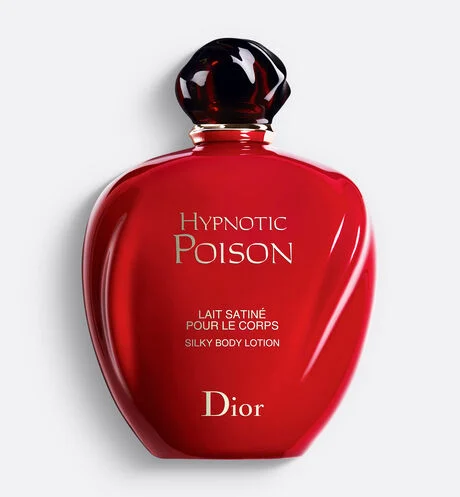 HYPNOTIC
POISON
LAIT SATINÉ
POUR LE CORPS
SILKY BODY LOTION
Dior